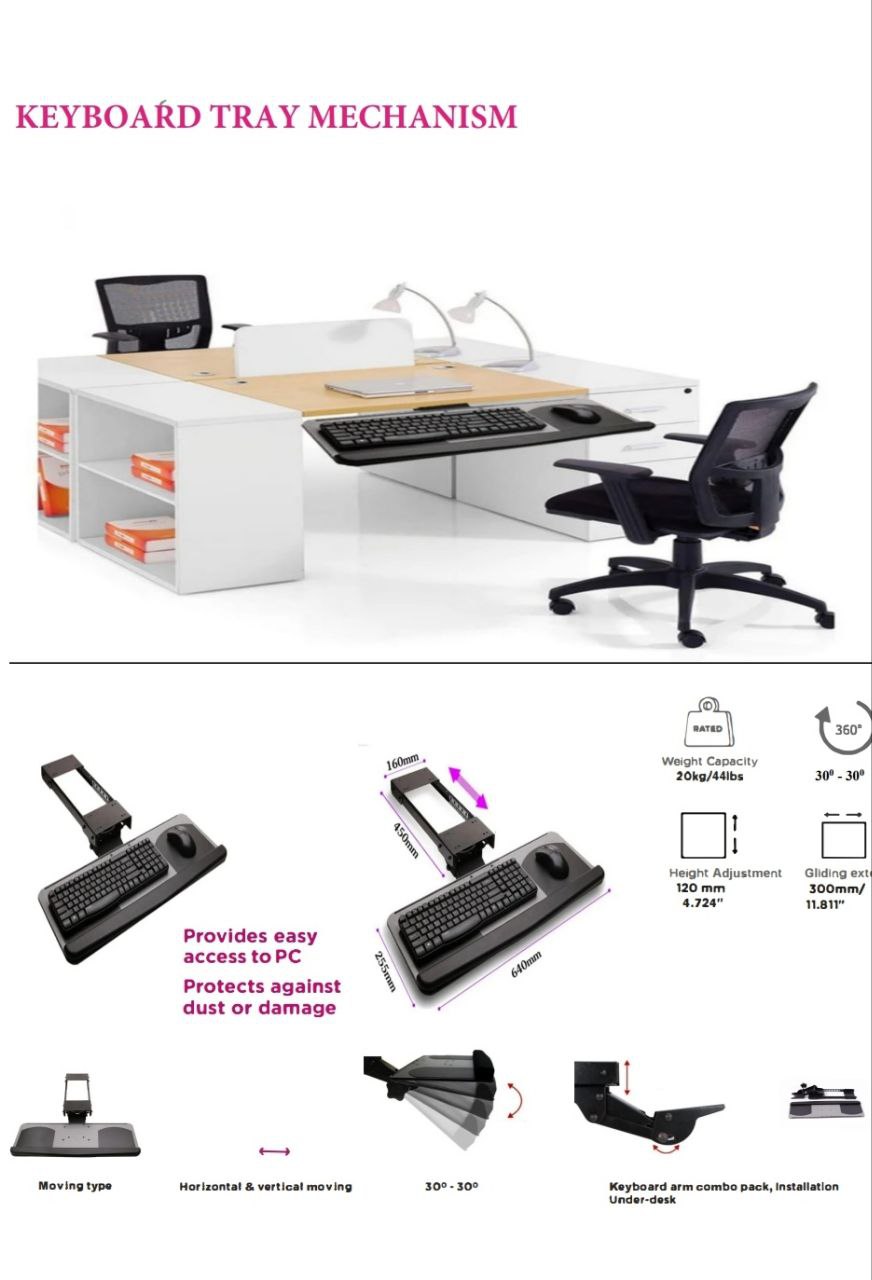 KEYBOARD TRAY MECHANISM
RATED
360°
Weight Capacity
20kg/44lbs
30⁰ - 30⁰
160mm
450mm
255mm
640mm
Height Adjustment
120 mm
4.724"
Gliding exte
300mm/
11.811"
Provides easy
access to PC
Protects against
dust or damage
Moving type
Horizontal & vertical moving
30⁰ - 30⁰
Keyboard arm combo pack, Installation
Under-desk